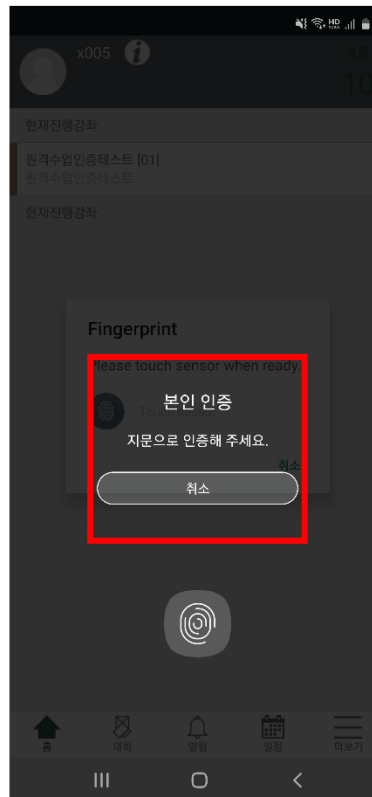 x005
현재진행강좌
원격수업인증테스트 [01]
원격수업인증테스트
현재진행강좌
Fingerprint
Please touch sensor when ready.
본인 인증
지문으로 인증해 주세요.
취소
취소
홈
대화
알림
일정
더보기